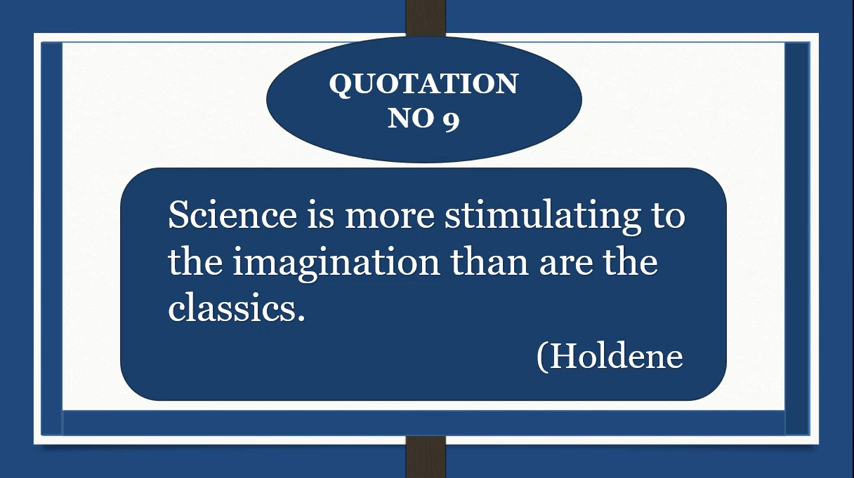 QUOTATION
NO 9
Science is more stimulating to
the imagination than are the
classics.
(Holdene